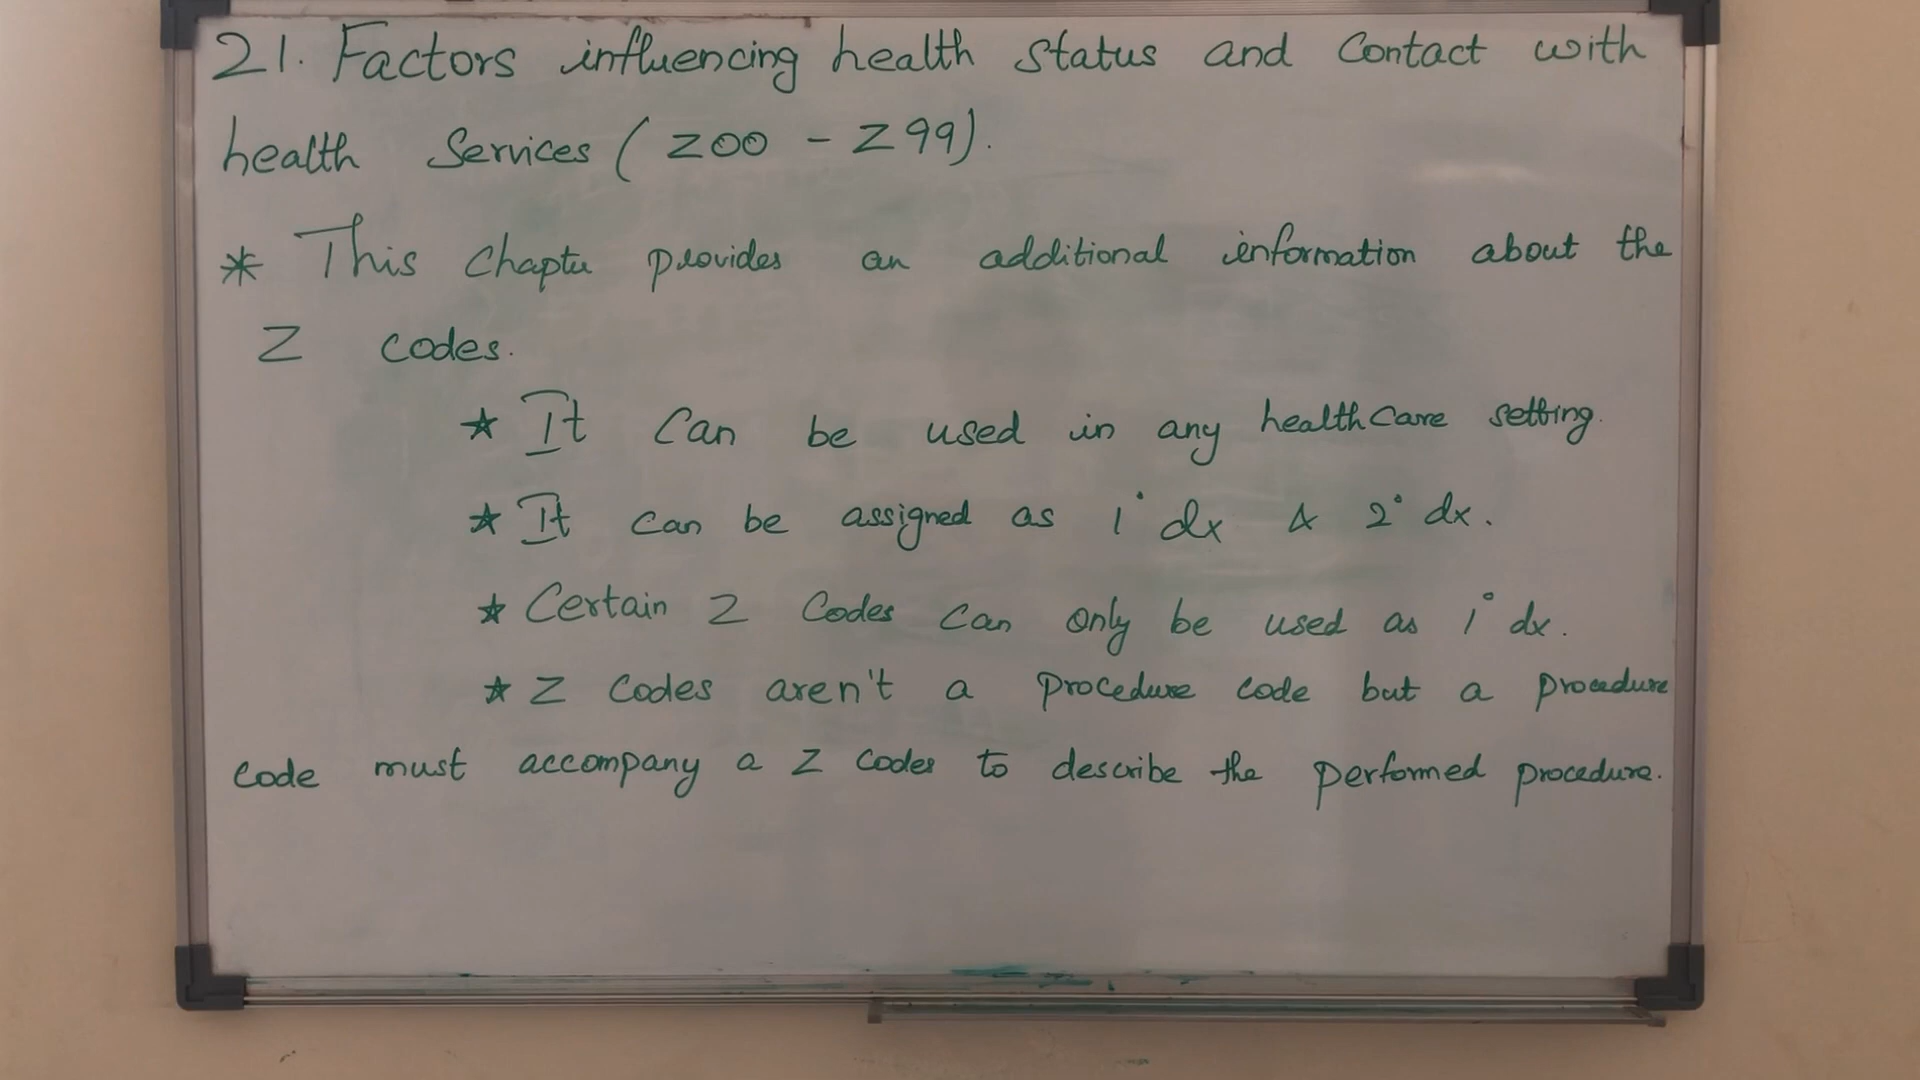 21. Factors influencing health status and contact with
health Services (Z00 - Z99).
* This chapter provides an additional information about the
Z codes.
* It can be used in any healthcare setting.
* It can be assigned as 1° dx & 2° dx.
* Certain Z codes can only be used as 1° dx.
* Z codes aren't a procedure code but a procedure
code must accompany a Z codes to describe the performed procedure.